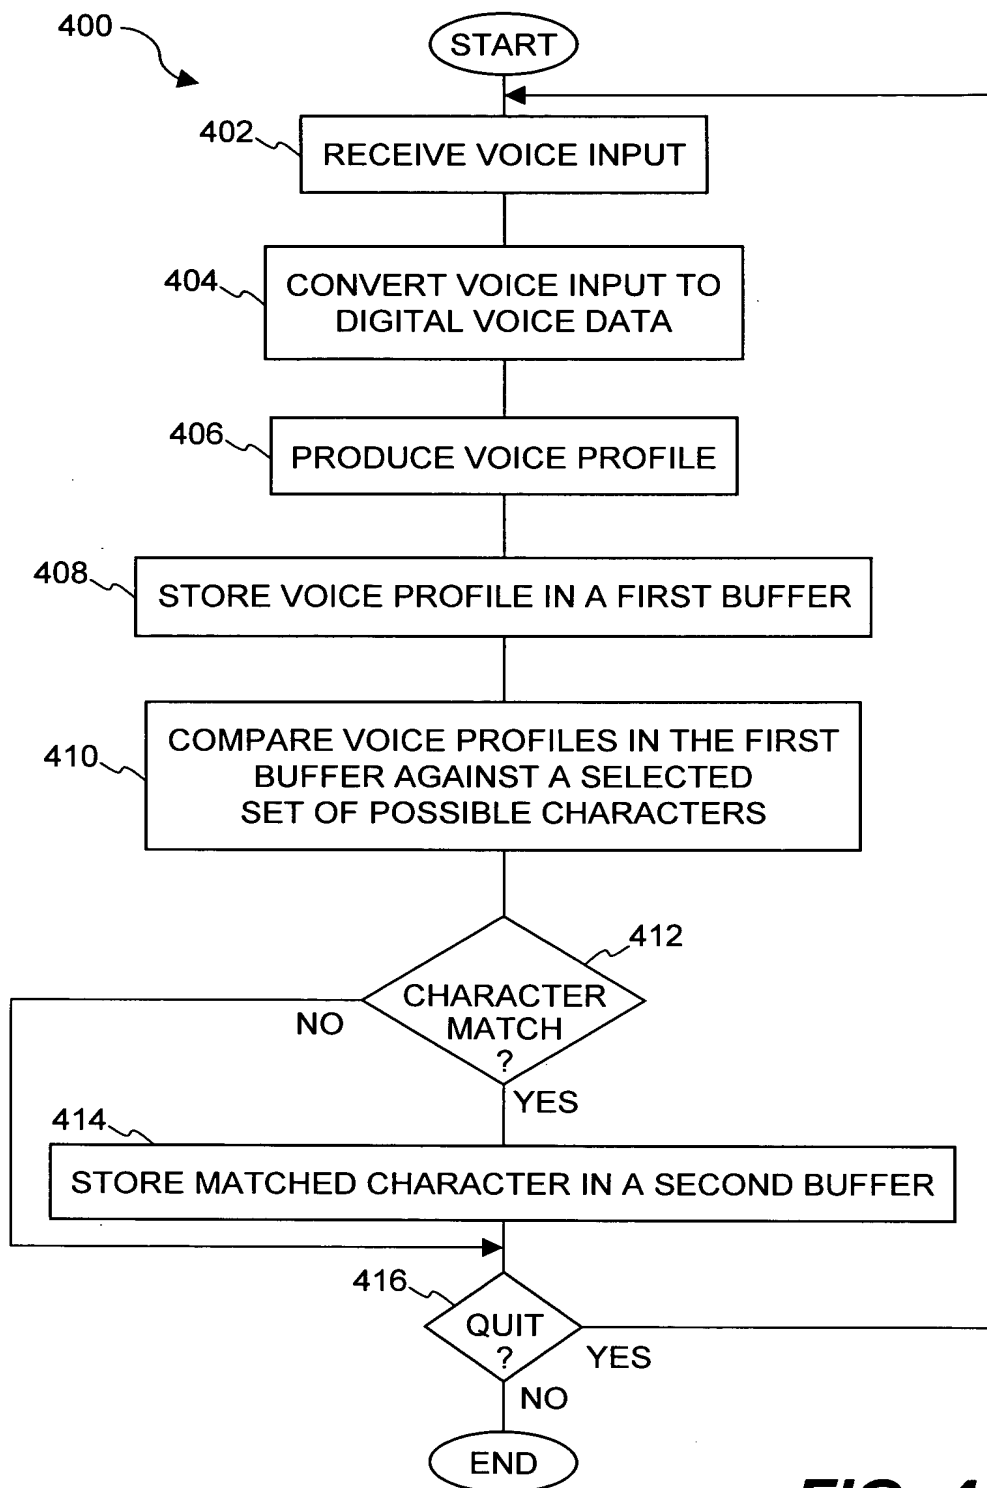 400
START
402
RECEIVE VOICE INPUT
404
CONVERT VOICE INPUT TO
DIGITAL VOICE DATA
406
PRODUCE VOICE PROFILE
408
STORE VOICE PROFILE IN A FIRST BUFFER
410
COMPARE VOICE PROFILES IN THE FIRST
BUFFER AGAINST A SELECTED
SET OF POSSIBLE CHARACTERS
412
CHARACTER
MATCH
?
NO
YES
414
STORE MATCHED CHARACTER IN A SECOND BUFFER
416
QUIT
?
YES
NO
END
FIG. 4